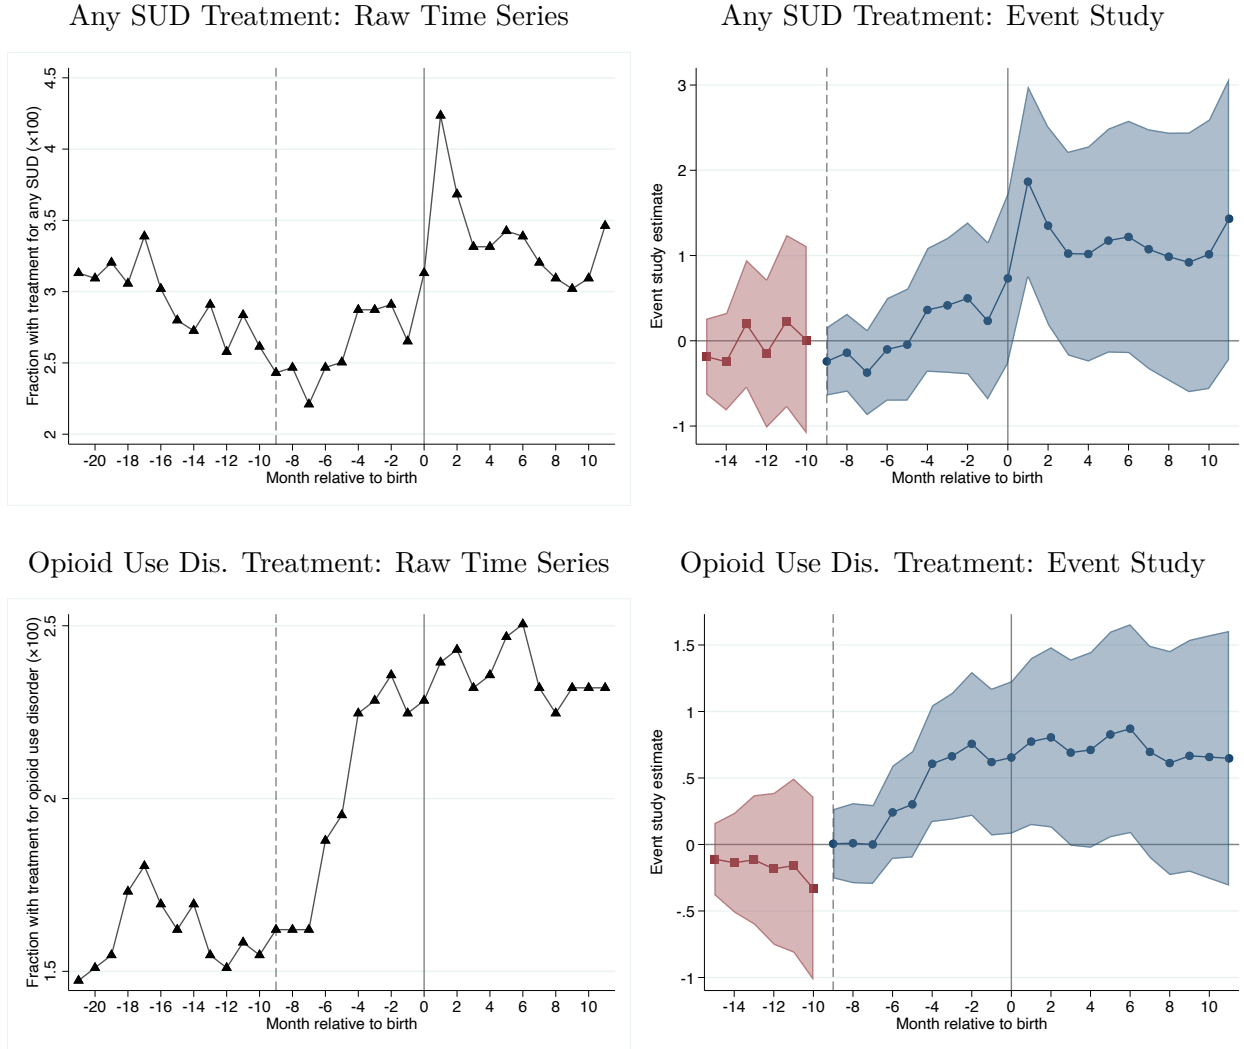 Any SUD Treatment: Raw Time Series
Fraction with treatment for any SUD (×100)
4.5
4
3.5
3
2.5
2
-20 -18 -16 -14 -12 -10 -8 -6 -4 -2 0 2 4 6 8 10
Month relative to birth
Any SUD Treatment: Event Study
Event study estimate
3
2
1
0
-1
-14 -12 -10 -8 -6 -4 -2 0 2 4 6 8 10
Month relative to birth
Opioid Use Dis. Treatment: Raw Time Series
Fraction with treatment for opioid use disorder (×100)
2.5
2
1.5
-20 -18 -16 -14 -12 -10 -8 -6 -4 -2 0 2 4 6 8 10
Month relative to birth
Opioid Use Dis. Treatment: Event Study
Event study estimate
1.5
1
.5
0
-.5
-1
-14 -12 -10 -8 -6 -4 -2 0 2 4 6 8 10
Month relative to birth